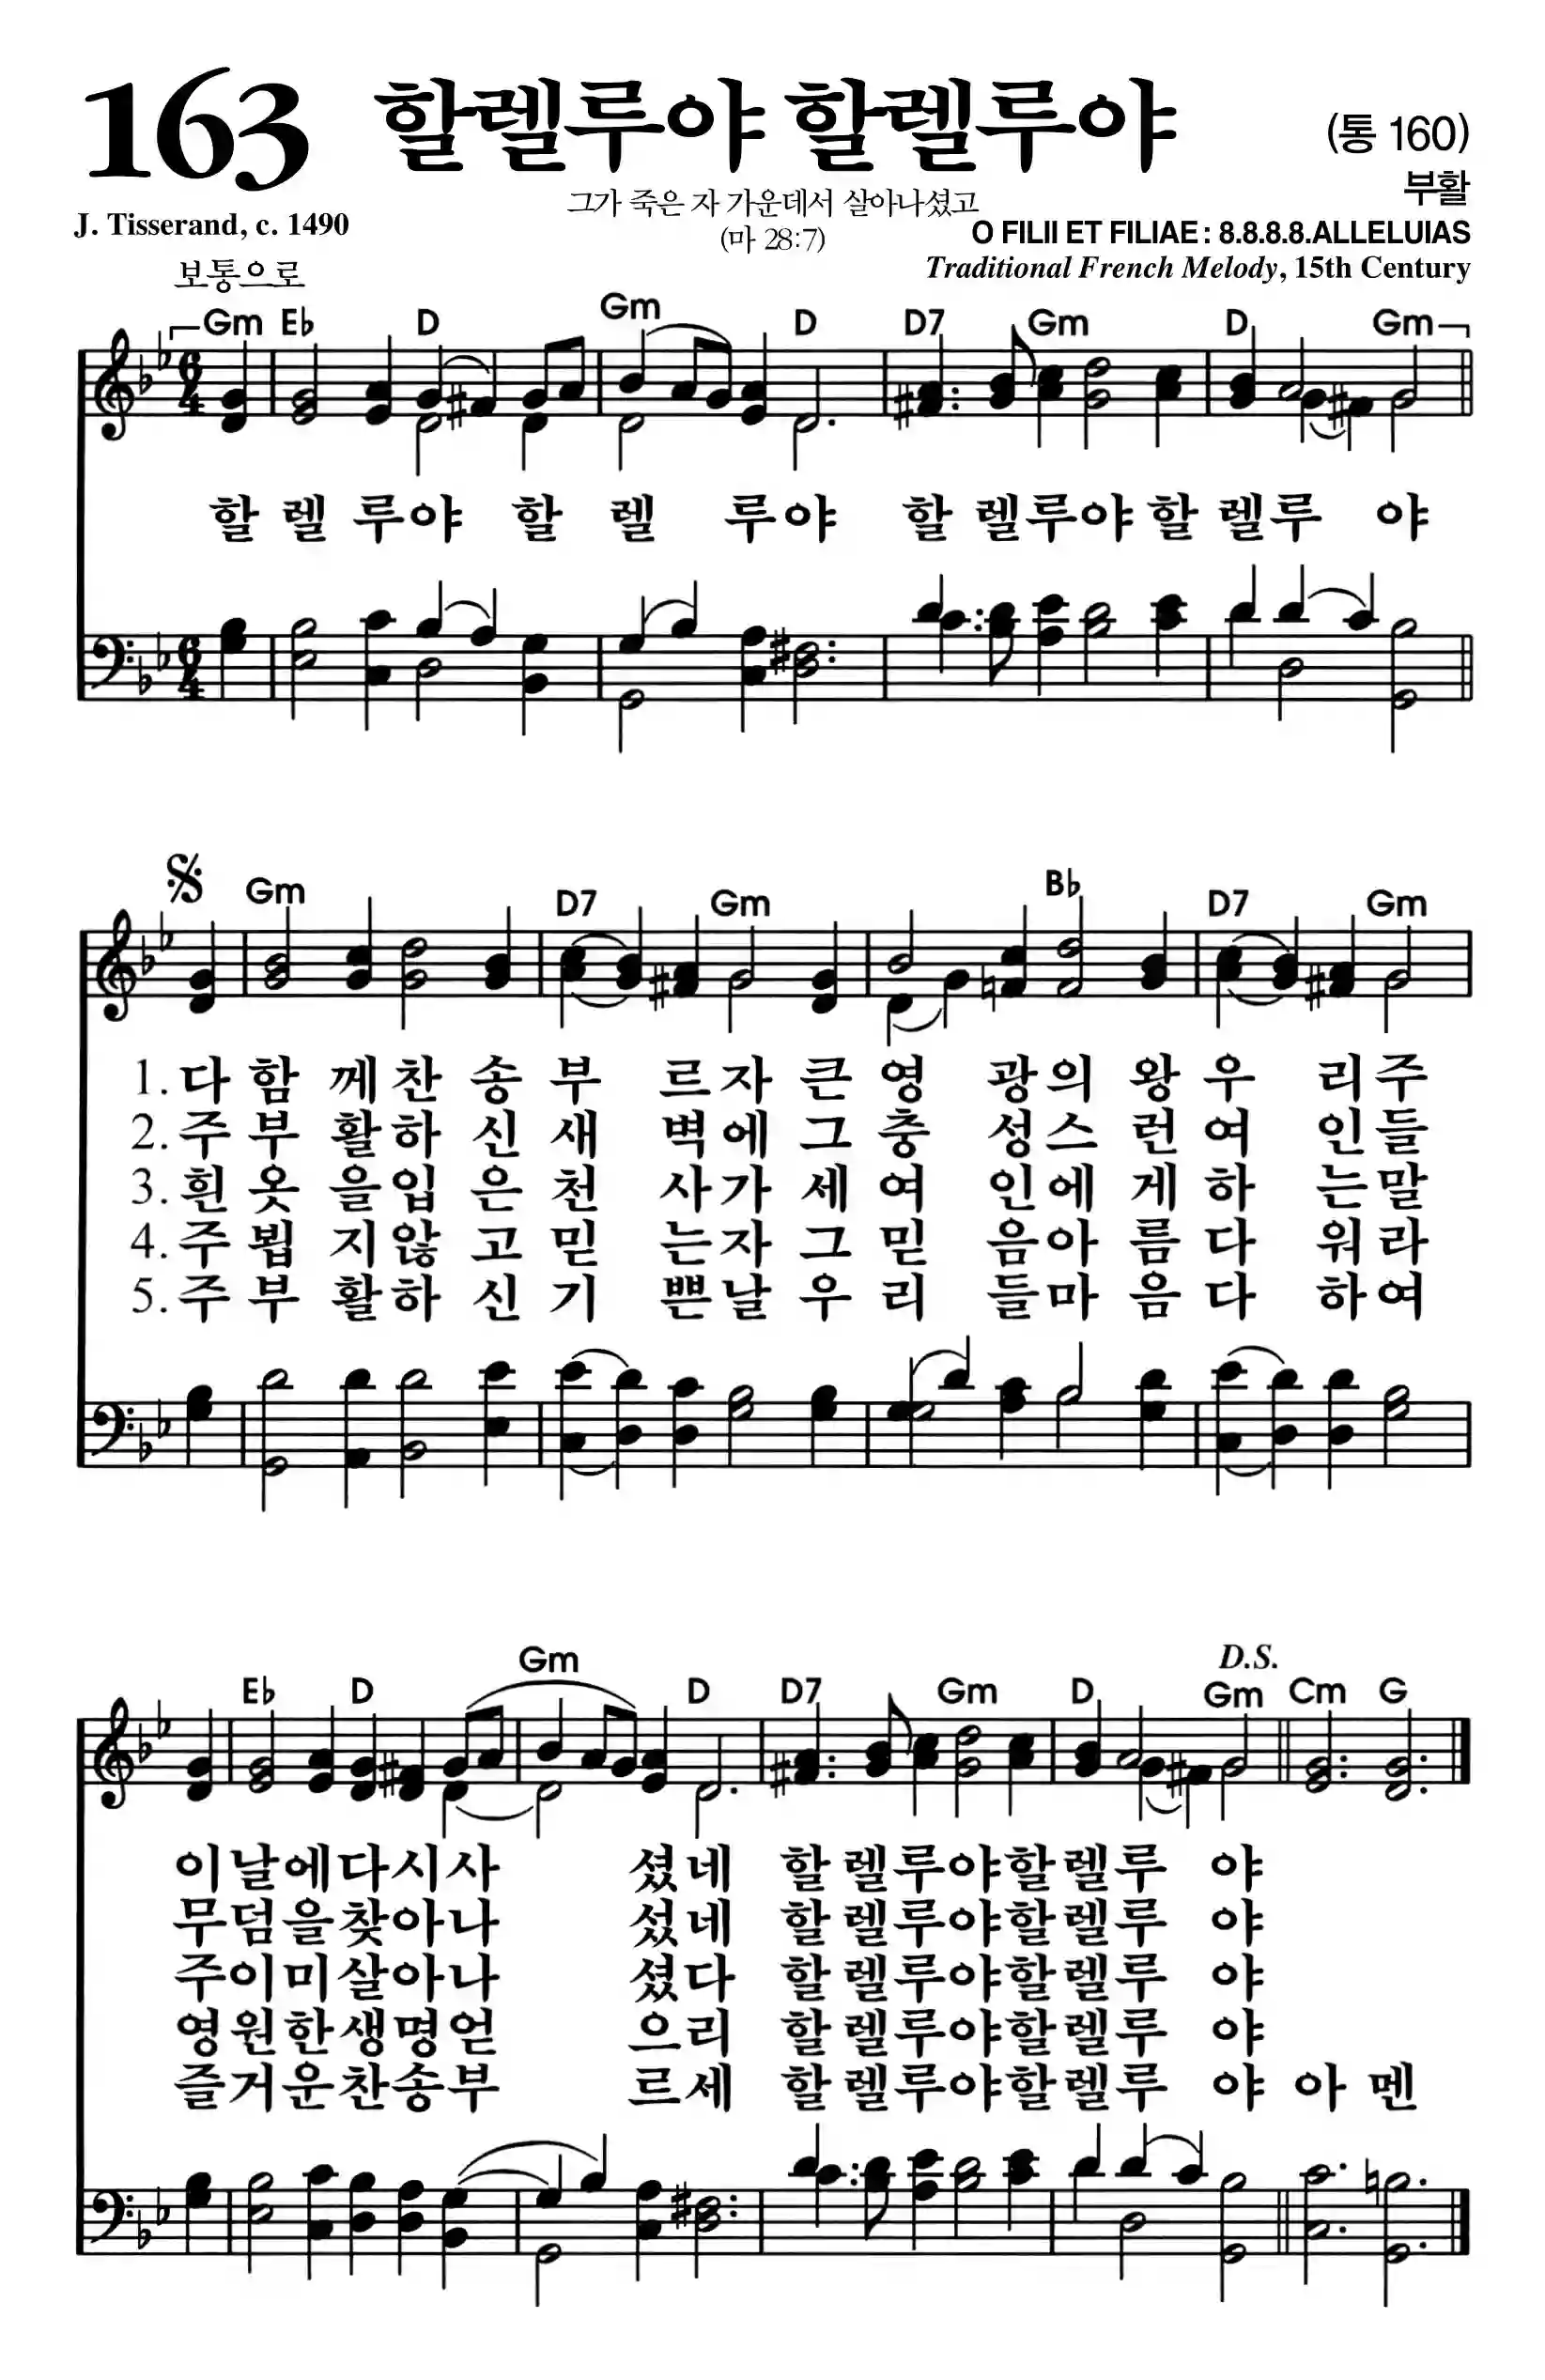 163 할렐루야 할렐루야 (통 160)
부활
그가 죽은 자 가운데서 살아나셨고
(마 28:7)
J. Tisserand, c. 1490
O FILII ET FILIAE : 8.8.8.8.ALLELUIAS
Traditional French Melody, 15th Century
보통으로
Gm E♭ D Gm D D7 Gm D Gm
할 렐 루야 할 렐 루야 할 렐루야 할 렐루 야
Gm D7 Gm B♭ D7 Gm
1. 다 함 께 찬 송 부 르 자 큰 영 광 의 왕 우 리 주
2. 주 부 활 하 신 새 벽 에 그 충 성 스 런 여 인 들
3. 흰 옷 을 입 은 천 사 가 세 여 인 에 게 하 는 말
4. 주 뵙 지 않 고 믿 는 자 그 믿 음 아 름 다 워 라
5. 주 부 활 하 신 기 쁜 날 우 리 들 마 음 다 하 여
D.S.
E♭ D Gm D D7 Gm D Gm Cm G
이날에다시사 셨네 할렐루야할렐루 야
무덤을찾아나 섰네 할렐루야할렐루 야
주이미살아나 셨다 할렐루야할렐루 야
영원한생명얻 으리 할렐루야할렐루 야
즐거운찬송부 르세 할렐루야할렐루 야 아 멘